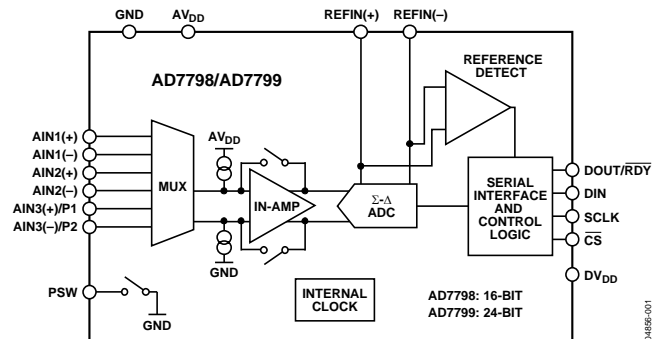 GND AVDD REFIN(+) REFIN(–)
AD7798/AD7799
REFERENCE
DETECT
AIN1(+)
AIN1(–)
AIN2(+)
AIN2(–)
AIN3(+)/P1
AIN3(–)/P2
MUX
AVDD
IN-AMP
GND
Σ-Δ
ADC
SERIAL
INTERFACE
AND
CONTROL
LOGIC
DOUT/RDY
DIN
SCLK
CS
DVDD
PSW
GND
INTERNAL
CLOCK
AD7798: 16-BIT
AD7799: 24-BIT
04856-001